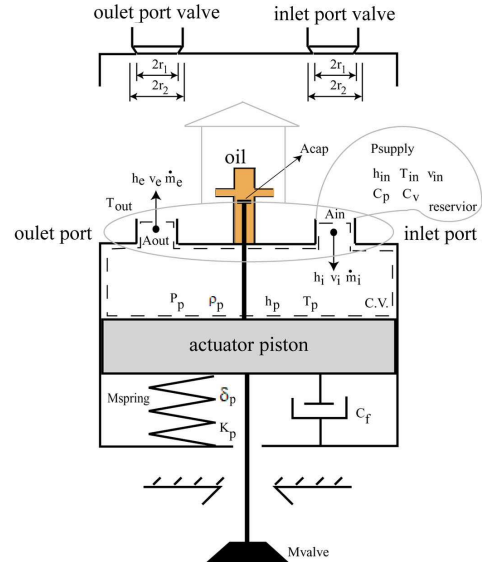 oulet port valve
inlet port valve
2r1
2r1
2r2
2r2
oil
Acap
Psupply
hin Tin vin
Cp Cv
reservior
he ve ṁe
Tout
oulet port
Aout
Ain
inlet port
hi vi ṁi
Pp ρp hp Tp C.V.
actuator piston
Mspring
δp
Kp
Cf
Mvalve